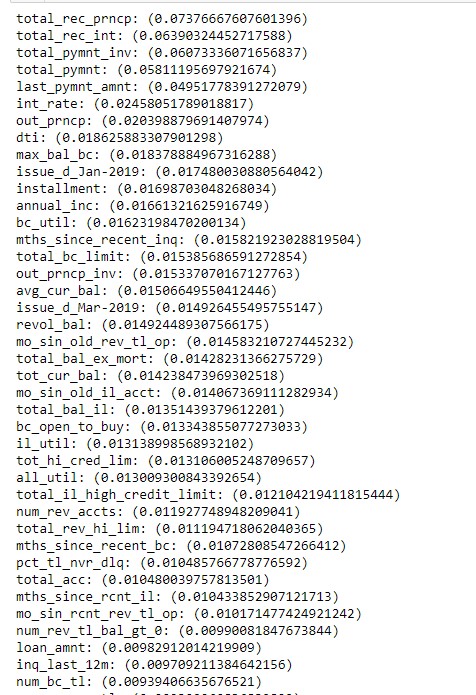 total_rec_prncp: (0.07376667607601396)
total_rec_int: (0.06390324452717588)
total_pymnt_inv: (0.06073336071656837)
total_pymnt: (0.05811195697921674)
last_pymnt_amnt: (0.04951778391272079)
int_rate: (0.02458051789018817)
out_prncp: (0.020398879691407974)
dti: (0.018625883307901298)
max_bal_bc: (0.018378884967316288)
issue_d_Jan-2019: (0.017480030880564042)
installment: (0.01698703048268034)
annual_inc: (0.01661321625916749)
bc_util: (0.01623198470200134)
mths_since_recent_inq: (0.015821923028819504)
total_bc_limit: (0.015385686591272854)
out_prncp_inv: (0.015337070167127763)
avg_cur_bal: (0.01506649550412446)
issue_d_Mar-2019: (0.014926455495755147)
revol_bal: (0.014924489307566175)
mo_sin_old_rev_tl_op: (0.014583210727445232)
total_bal_ex_mort: (0.01428231366275729)
tot_cur_bal: (0.014238473969302518)
mo_sin_old_il_acct: (0.014067369111282934)
total_bal_il: (0.01351439379612201)
bc_open_to_buy: (0.013343855077273033)
il_util: (0.013138998568932102)
tot_hi_cred_lim: (0.013106005248709657)
all_util: (0.013009300843392654)
total_il_high_credit_limit: (0.012104219411815444)
num_rev_accts: (0.011927748948209041)
total_rev_hi_lim: (0.011194718062040365)
mths_since_recent_bc: (0.01072808547266412)
pct_tl_nvr_dlq: (0.010485766778776592)
total_acc: (0.010480039757813501)
mths_since_rcnt_il: (0.010433852907121713)
mo_sin_rcnt_rev_tl_op: (0.010171477424921242)
num_rev_tl_bal_gt_0: (0.00990081847673844)
loan_amnt: (0.00982912014219909)
inq_last_12m: (0.009709211384642156)
num_bc_tl: (0.00939406635676521)